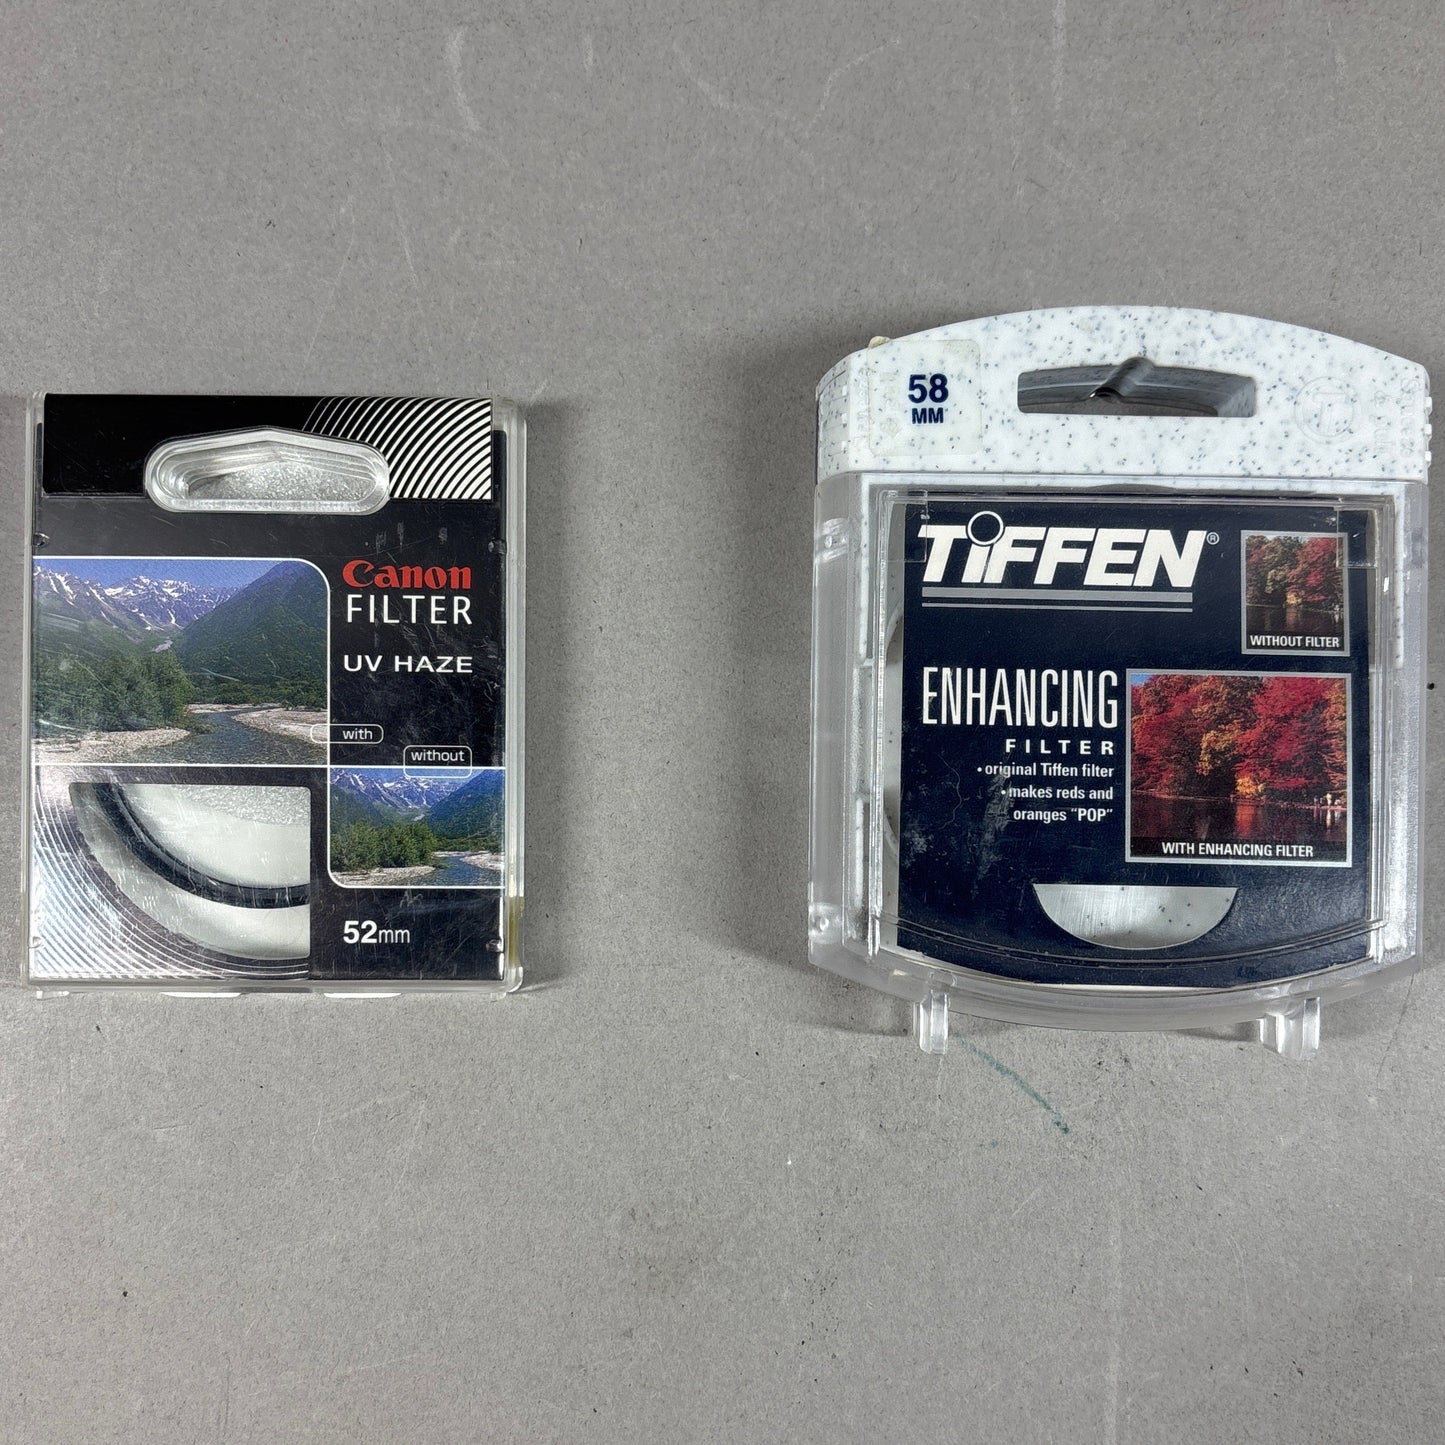 Canon
FILTER
UV HAZE
with
without
52mm
58
MM
TIFFEN®
WITHOUT FILTER
ENHANCING
FILTER
• original Tiffen filter
• makes reds and
oranges "POP"
WITH ENHANCING FILTER